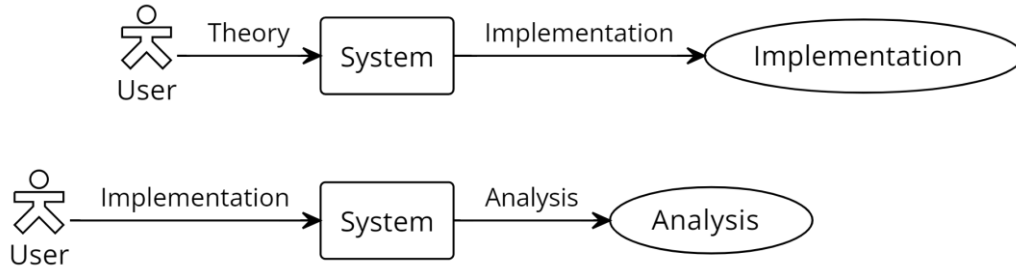 Theory
Implementation
System
Implementation
User
Implementation
Analysis
System
Analysis
User